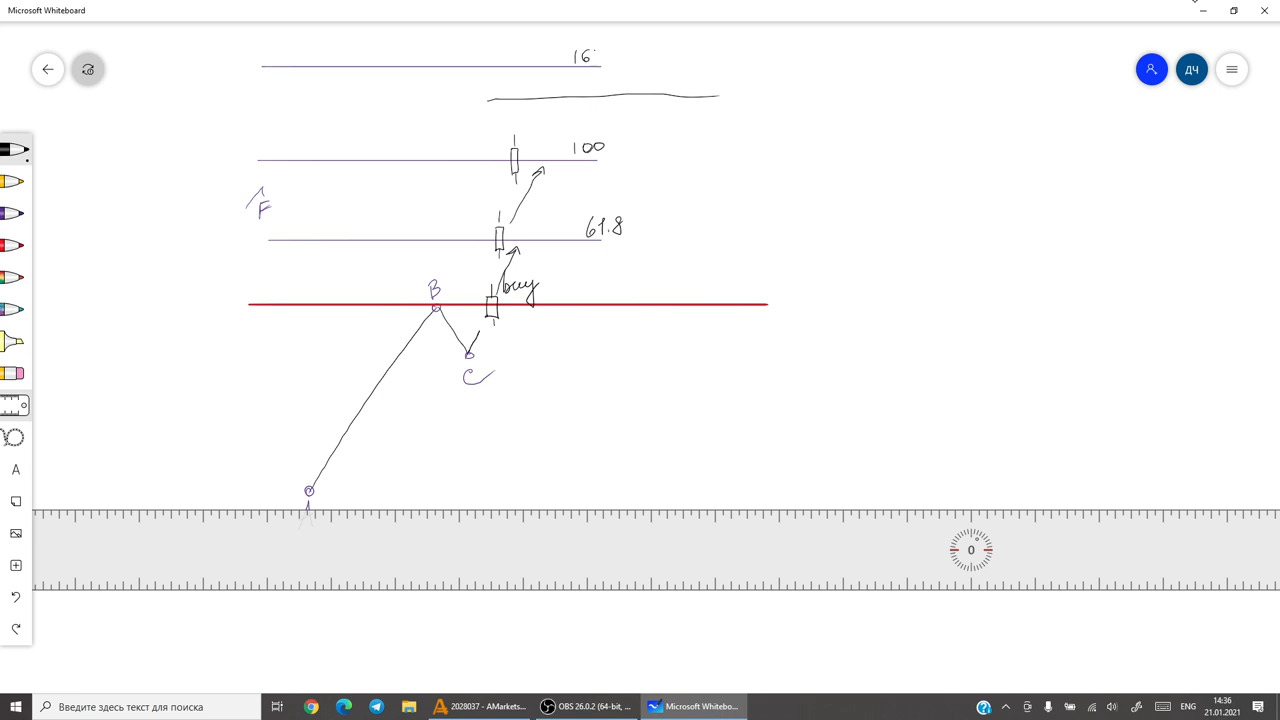 Microsoft Whiteboard
16
100
F
61.8
B
buy
C
A
ДЧ
A
0
Введите здесь текст для поиска
2028037 - AMarkets...
OBS 26.0.2 (64-bit, ...
Microsoft Whitebo...
ENG
14:36
21.01.2021